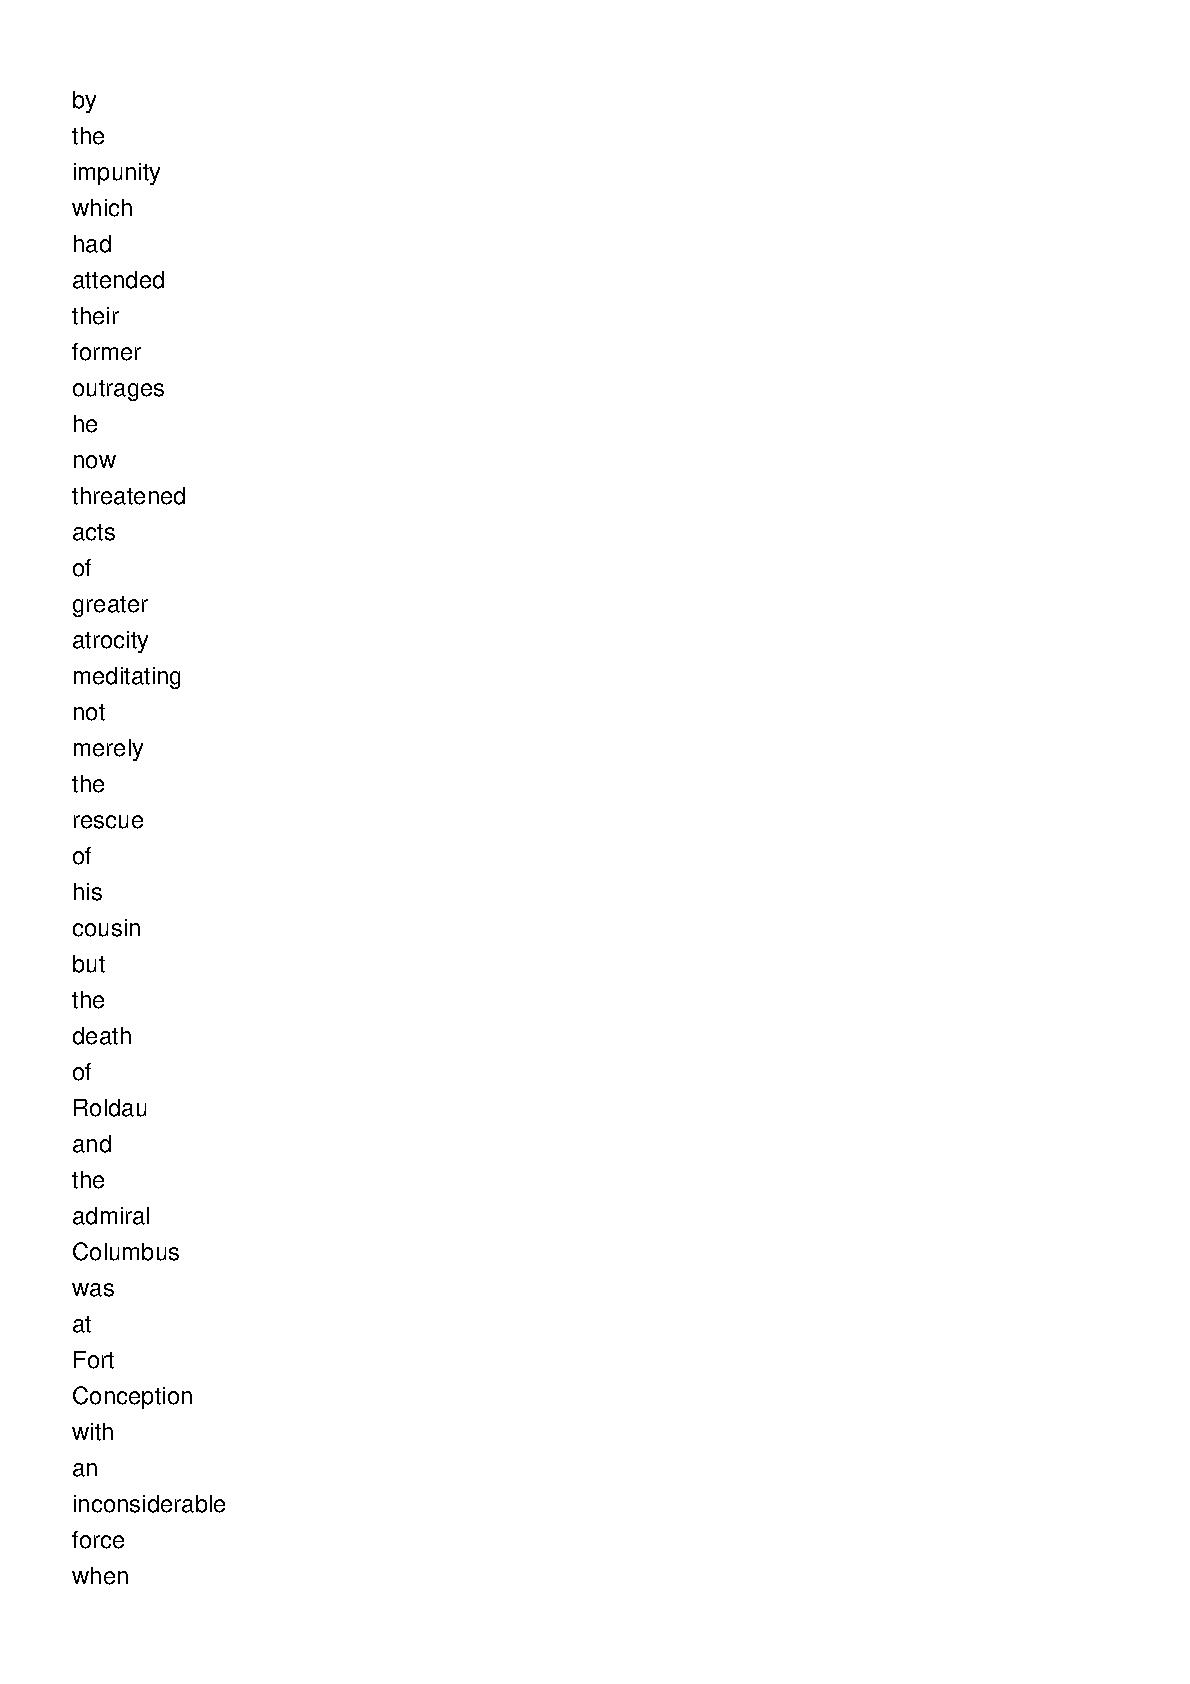 by
the
impunity
which
had
attended
their
former
outrages
he
now
threatened
acts
of
greater
atrocity
meditating
not
merely
the
rescue
of
his
cousin
but
the
death
of
Roldau
and
the
admiral
Columbus
was
at
Fort
Conception
with
an
inconsiderable
force
when